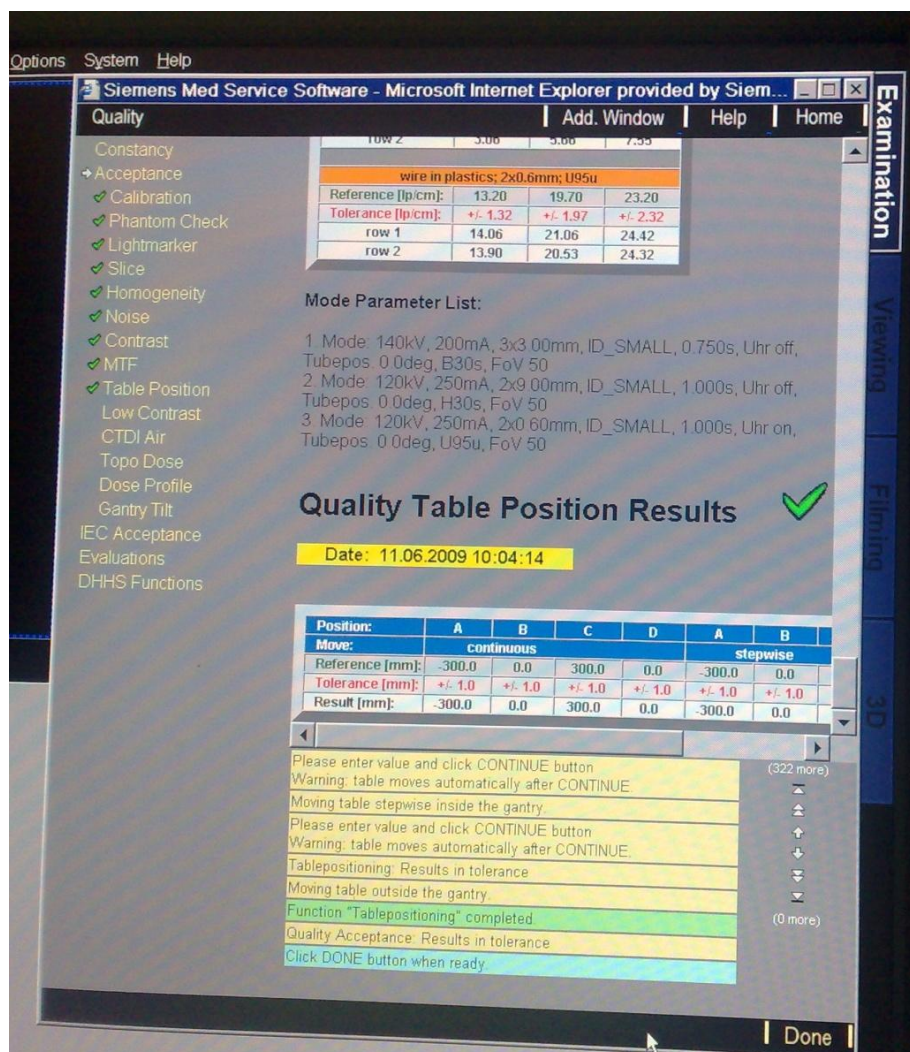 Options System Help
Siemens Med Service Software - Microsoft Internet Explorer provided by Siem...
Quality Add. Window Help Home
Constancy
Acceptance
Calibration
Phantom Check
Lightmarker
Slice
Homogeneity
Noise
Contrast
MTF
Table Position
Low Contrast
CTDI Air
Topo Dose
Dose Profile
Gantry Tilt
IEC Acceptance
Evaluations
DHHS Functions
row 2 3.06 5.66 7.55
wire in plastics; 2x0.6mm; U95u
Reference [lp/cm]: 13.20 19.70 23.20
Tolerance [lp/cm]: +/- 1.32 +/- 1.97 +/- 2.32
row 1 14.06 21.06 24.42
row 2 13.90 20.53 24.32
Mode Parameter List:
1. Mode: 140kV, 200mA, 3x3.00mm, ID_SMALL, 0.750s, Uhr off,
Tubepos. 0.0deg, B30s, FoV 50
2. Mode: 120kV, 250mA, 2x9.00mm, ID_SMALL, 1.000s, Uhr off,
Tubepos. 0.0deg, H30s, FoV 50
3. Mode: 120kV, 250mA, 2x0.60mm, ID_SMALL, 1.000s, Uhr on,
Tubepos. 0.0deg, U95u, FoV 50
Quality Table Position Results
Date: 11.06.2009 10:04:14
Position: A B C D A B
Move: continuous stepwise
Reference [mm]: -300.0 0.0 300.0 0.0 -300.0 0.0
Tolerance [mm]: +/- 1.0 +/- 1.0 +/- 1.0 +/- 1.0 +/- 1.0 +/- 1.0
Result [mm]: -300.0 0.0 300.0 0.0 -300.0 0.0
Please enter value and click CONTINUE button
Warning: table moves automatically after CONTINUE.
Moving table stepwise inside the gantry.
Please enter value and click CONTINUE button
Warning: table moves automatically after CONTINUE.
Tablepositioning: Results in tolerance
Moving table outside the gantry.
Function "Tablepositioning" completed.
Quality Acceptance: Results in tolerance
Click DONE button when ready.
(322 more)
(0 more)
Done
Examination
Viewing
Filming
3D